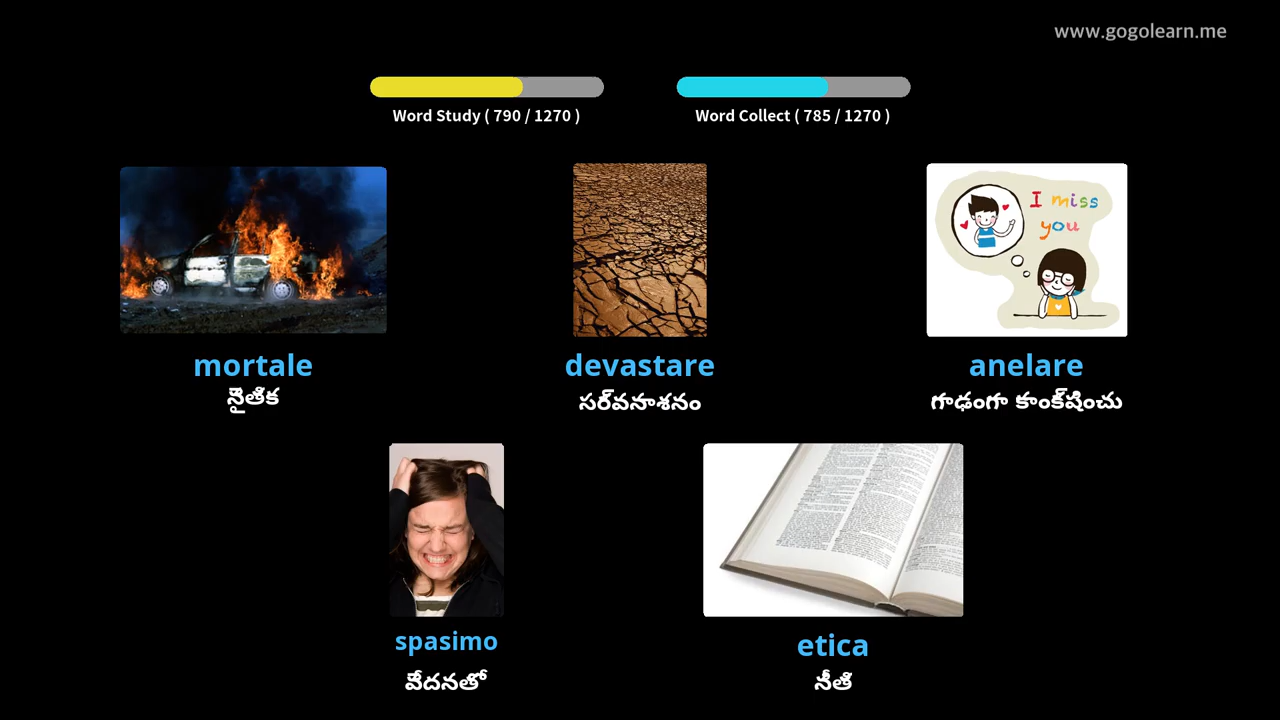 www.gogolearn.me
Word Study ( 790 / 1270 )
Word Collect ( 785 / 1270 )
I miss
you
mortale
నైతిక
devastare
సర్వనాశనం
anelare
గాఢంగా కాంక్షించు
spasimo
వేదనతో
etica
నీతి